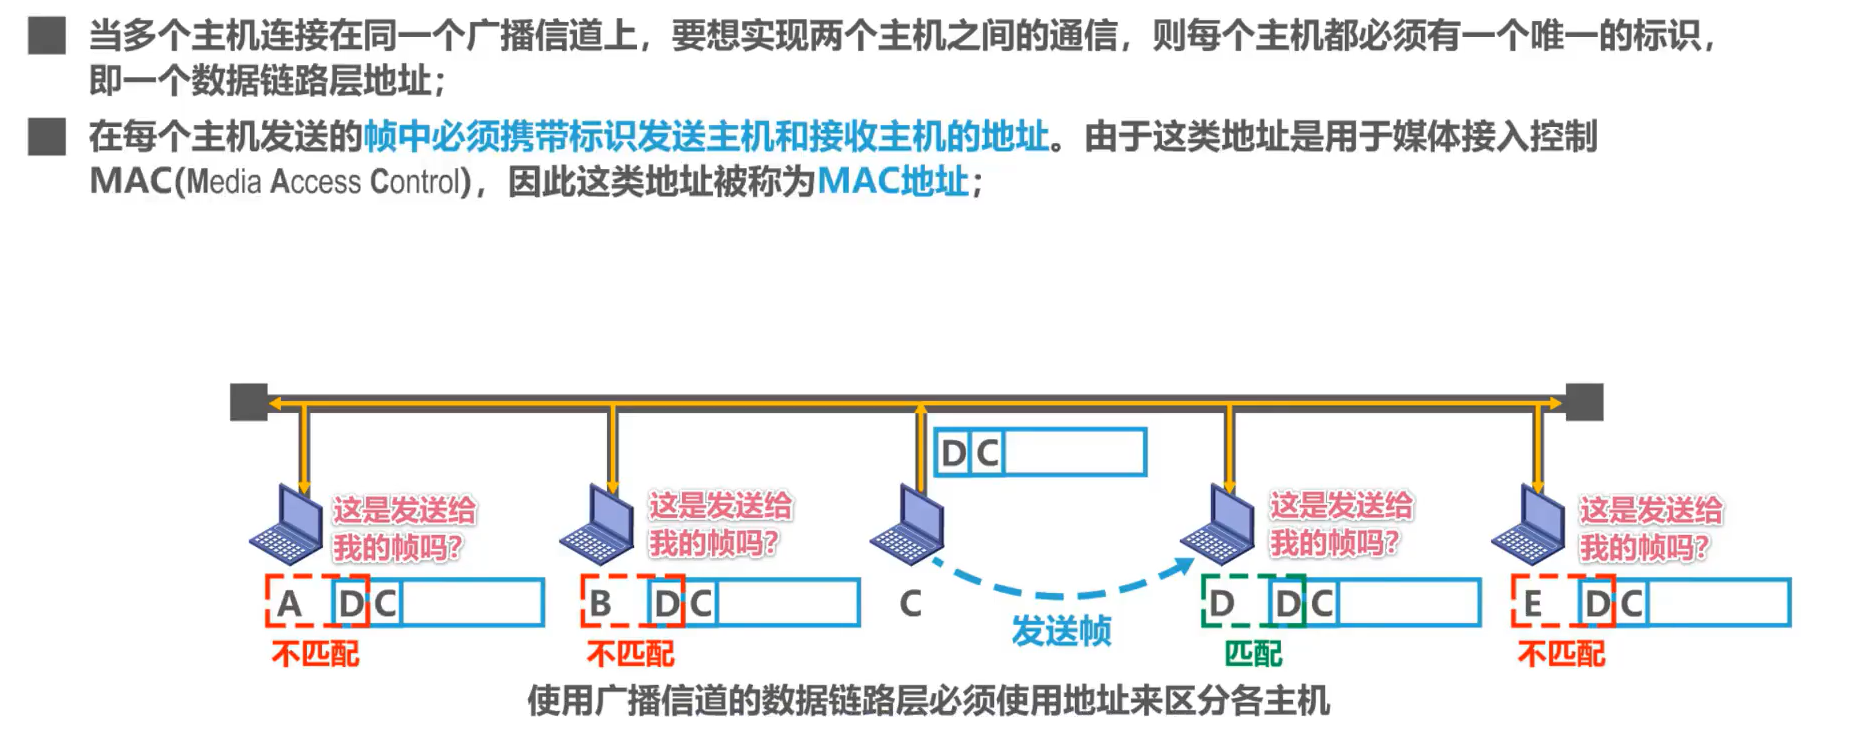 当多个主机连接在同一个广播信道上，要想实现两个主机之间的通信，则每个主机都必须有一个唯一的标识，
即一个数据链路层地址；
在每个主机发送的帧中必须携带标识发送主机和接收主机的地址。由于这类地址是用于媒体接入控制
MAC(Media Access Control)，因此这类地址被称为MAC地址；
D C
这是发送给
我的帧吗？
这是发送给
我的帧吗？
这是发送给
我的帧吗？
这是发送给
我的帧吗？
A D C
B D C
C
D D C
E D C
发送帧
不匹配
不匹配
匹配
不匹配
使用广播信道的数据链路层必须使用地址来区分各主机